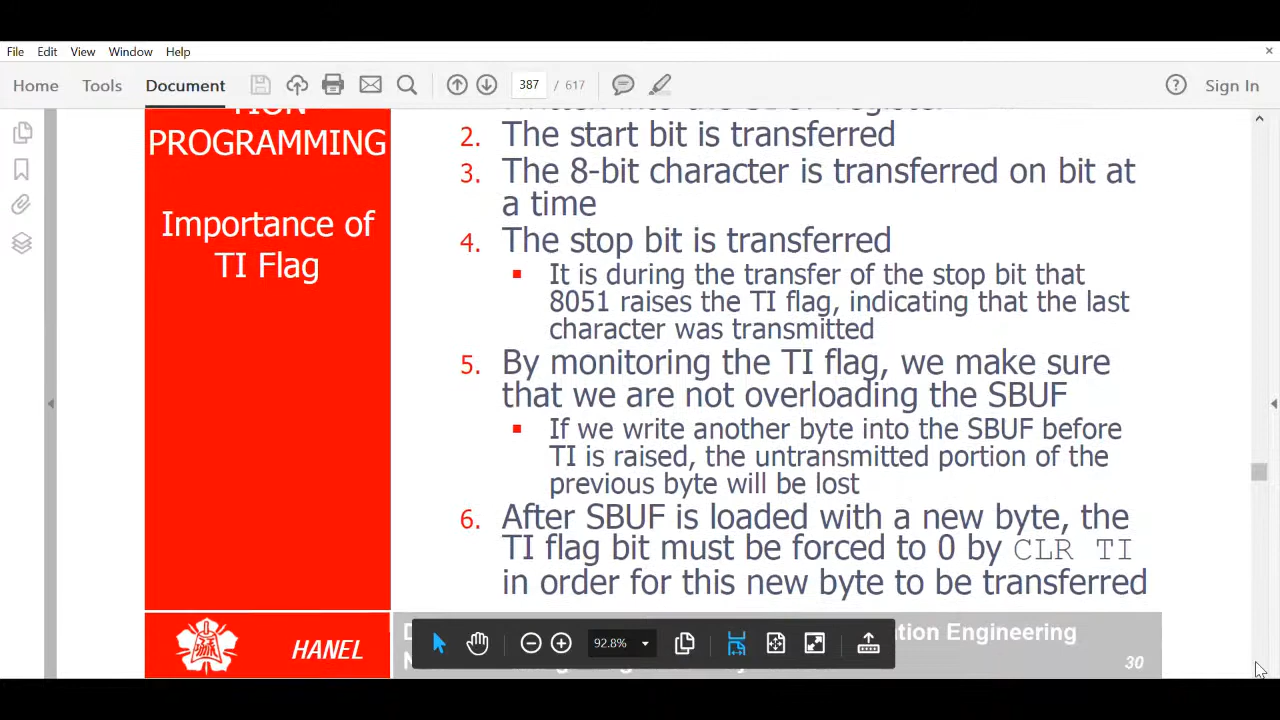 File Edit View Window Help
Home Tools Document 387 / 617 Sign In
TION
PROGRAMMING
Importance of
TI Flag
2. The start bit is transferred
3. The 8-bit character is transferred on bit at
a time
4. The stop bit is transferred
It is during the transfer of the stop bit that
8051 raises the TI flag, indicating that the last
character was transmitted
5. By monitoring the TI flag, we make sure
that we are not overloading the SBUF
If we write another byte into the SBUF before
TI is raised, the untransmitted portion of the
previous byte will be lost
6. After SBUF is loaded with a new byte, the
TI flag bit must be forced to 0 by CLR TI
in order for this new byte to be transferred
HANEL
Engineering
30
92.8%